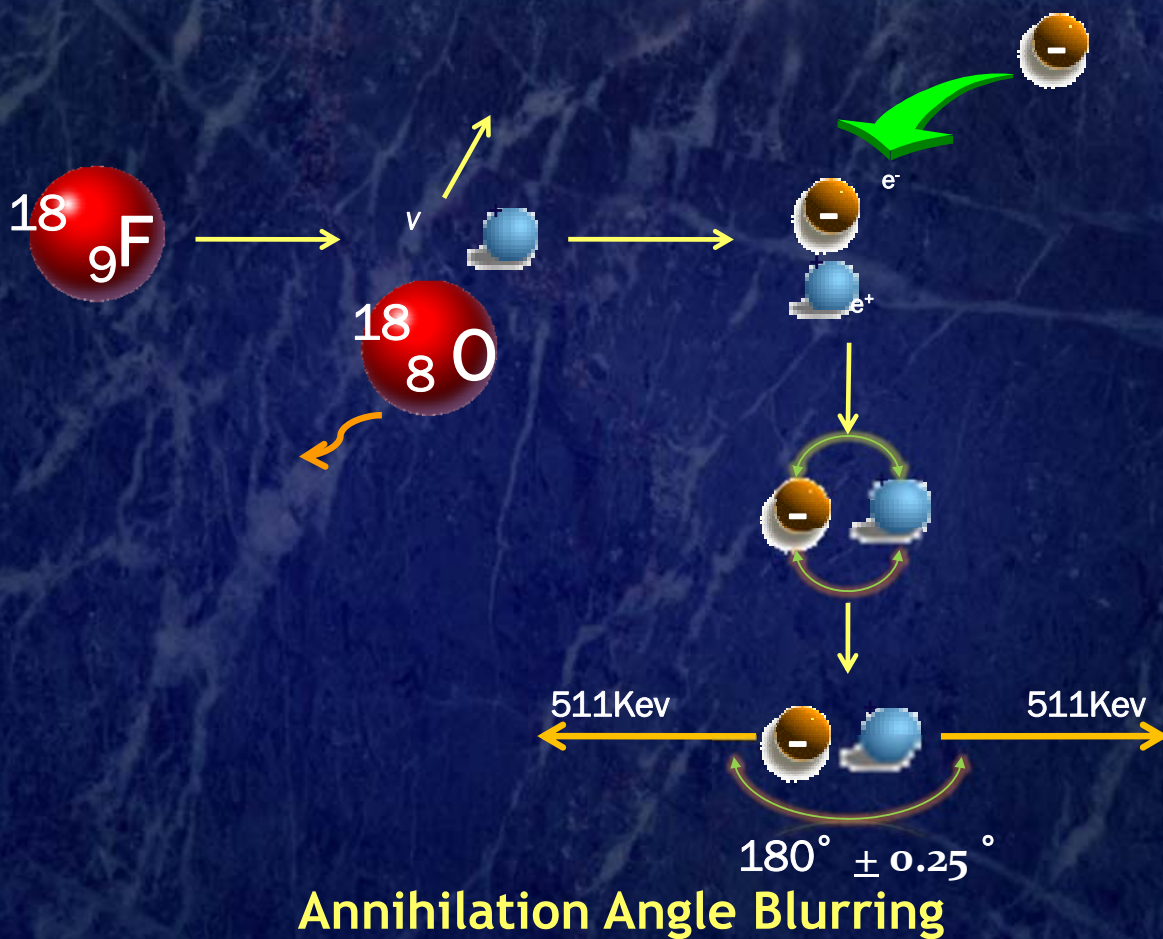 -
e⁻
18
9F
ν
-
e⁺
18
8 O
-
511Kev
511Kev
-
180° ± 0.25 °
Annihilation Angle Blurring